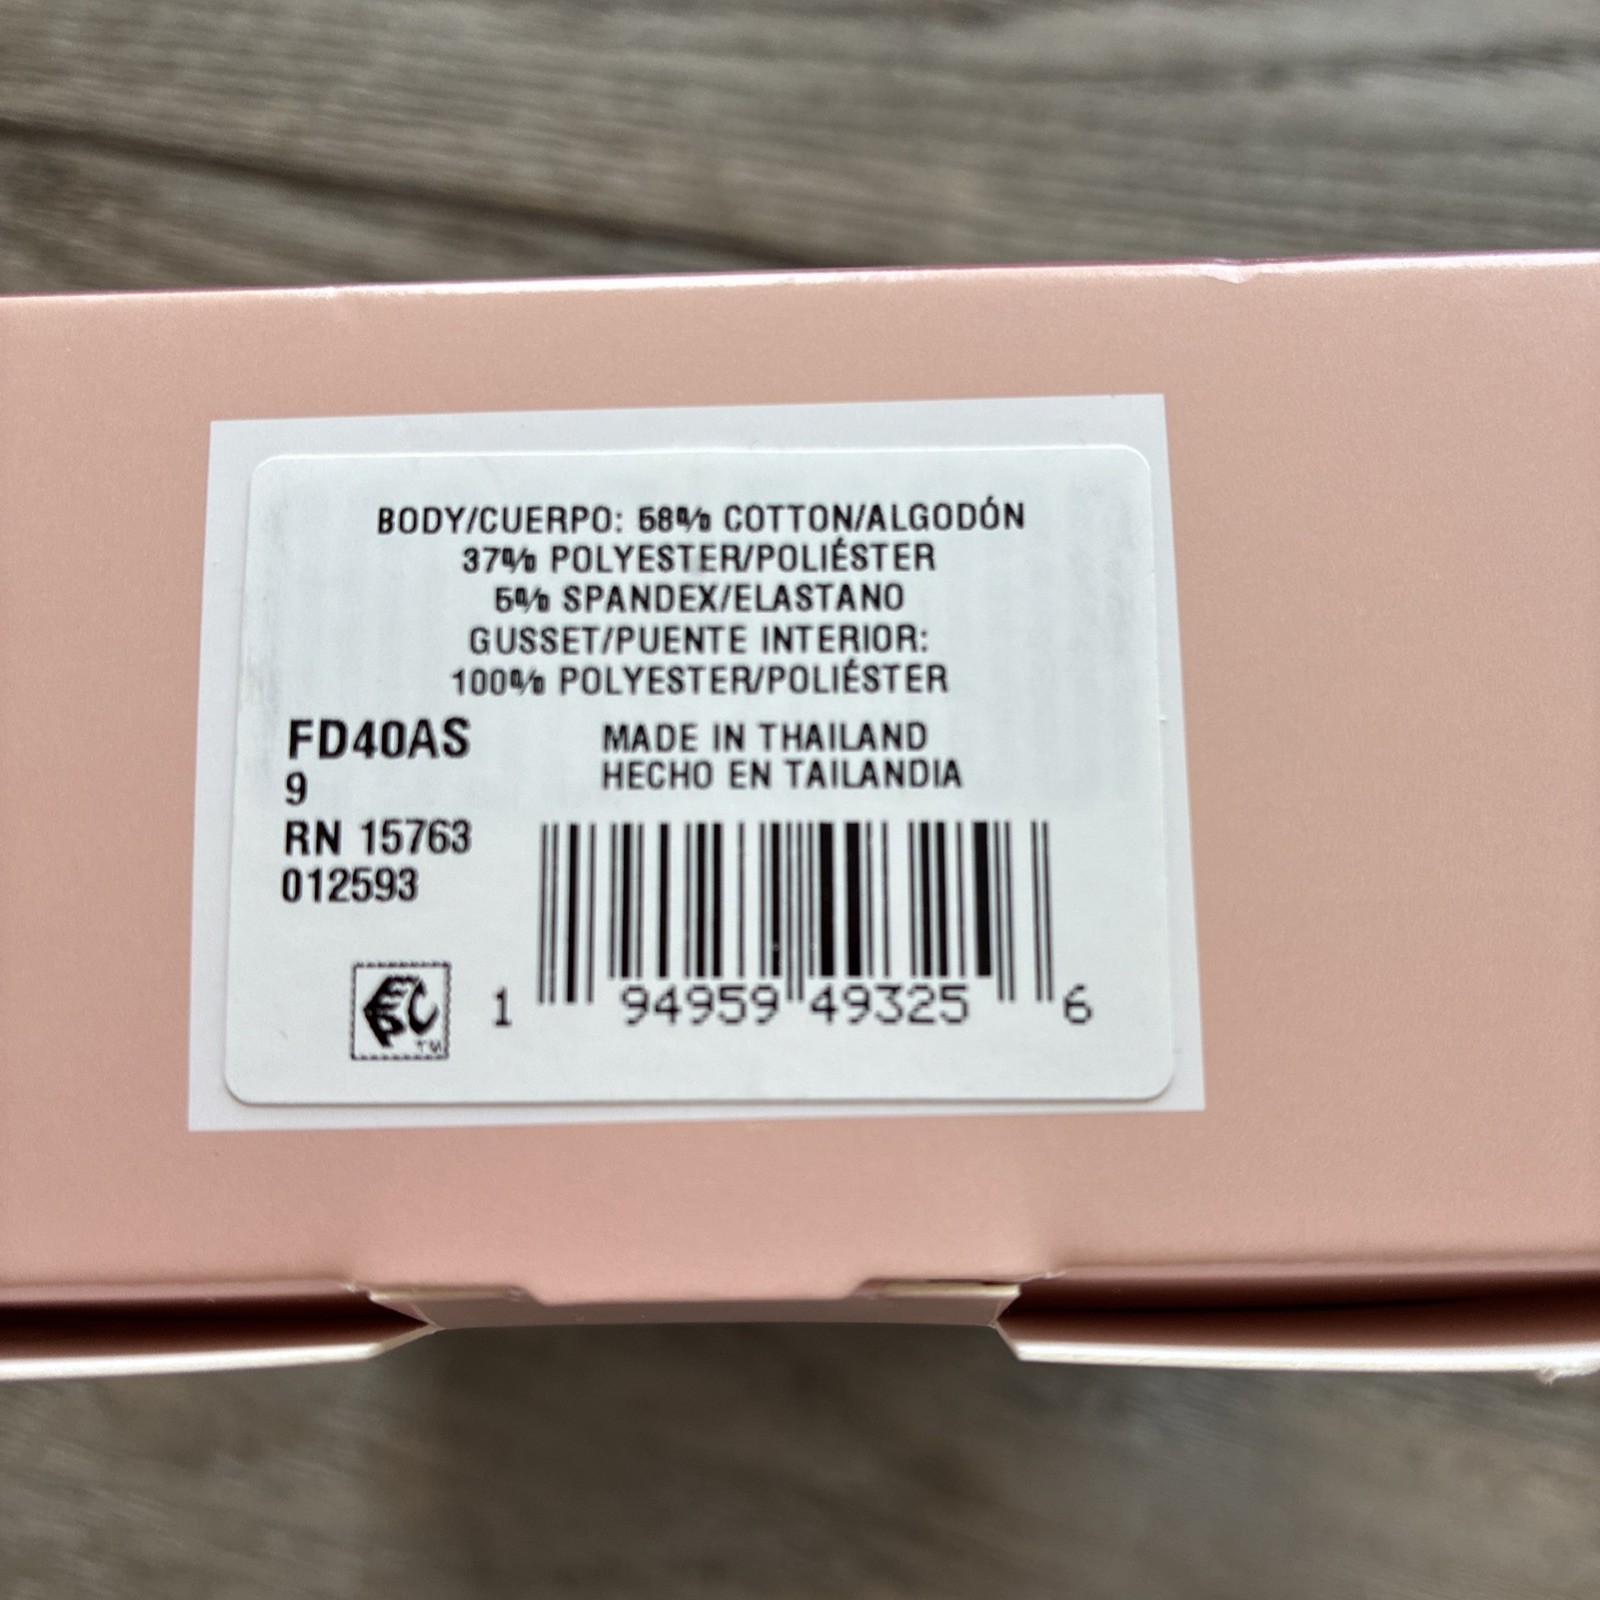 BODY/CUERPO: 58% COTTON/ALGODÓN
37% POLYESTER/POLIÉSTER
5% SPANDEX/ELASTANO
GUSSET/PUENTE INTERIOR:
100% POLYESTER/POLIÉSTER
FD40AS
9
RN 15763
012593
MADE IN THAILAND
HECHO EN TAILANDIA
1 94959 49325 6
TM